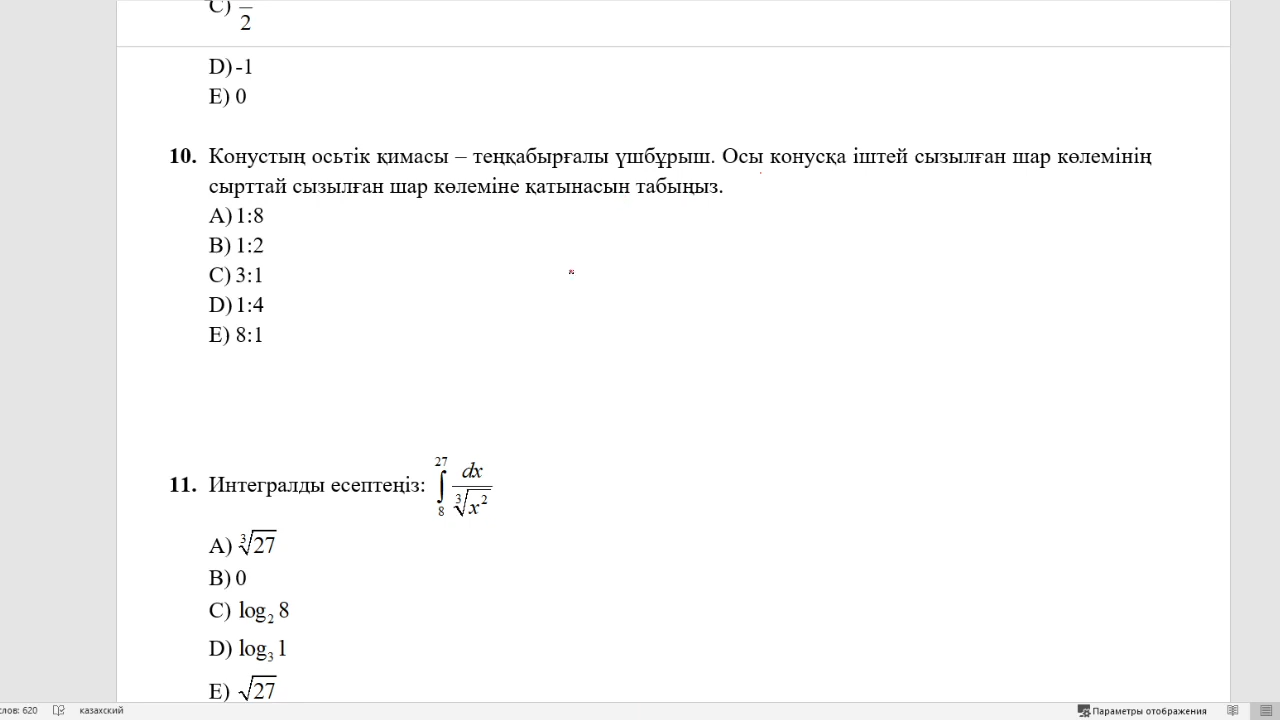 C) —/2
D) -1
E) 0
10. Конустың осьтік қимасы – теңқабырғалы үшбұрыш. Осы конусқа іштей сызылған шар көлемінің
сырттай сызылған шар көлеміне қатынасын табыңыз.
A) 1:8
B) 1:2
C) 3:1
D) 1:4
E) 8:1
11. Интегралды есептеңіз: ∫₈²⁷ dx/∛x²
A) ∛27
B) 0
C) log₂ 8
D) log₃ 1
E) √27
слов: 620 казахский Параметры отображения